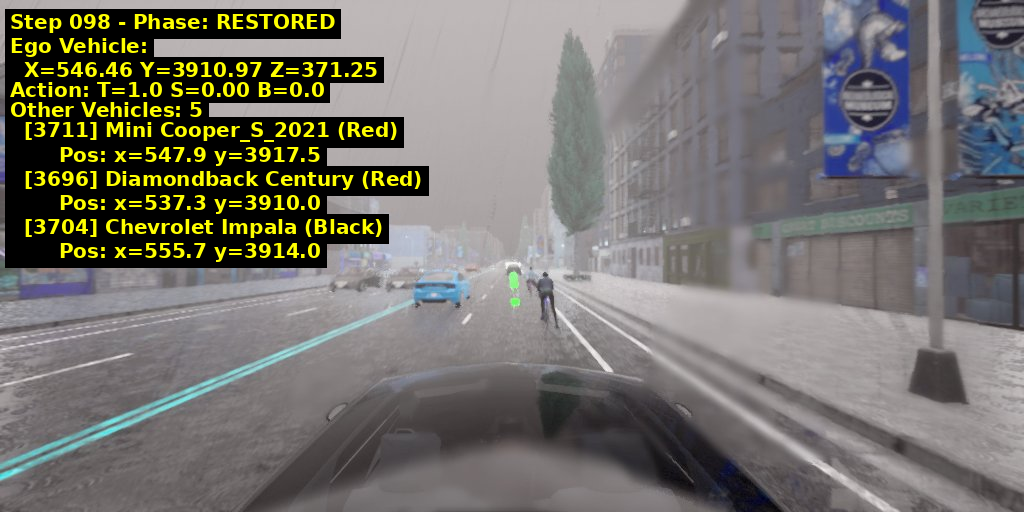 Step 098 - Phase: RESTORED
Ego Vehicle:
X=546.46 Y=3910.97 Z=371.25
Action: T=1.0 S=0.00 B=0.0
Other Vehicles: 5
[3711] Mini Cooper_S_2021 (Red)
Pos: x=547.9 y=3917.5
[3696] Diamondback Century (Red)
Pos: x=537.3 y=3910.0
[3704] Chevrolet Impala (Black)
Pos: x=555.7 y=3914.0